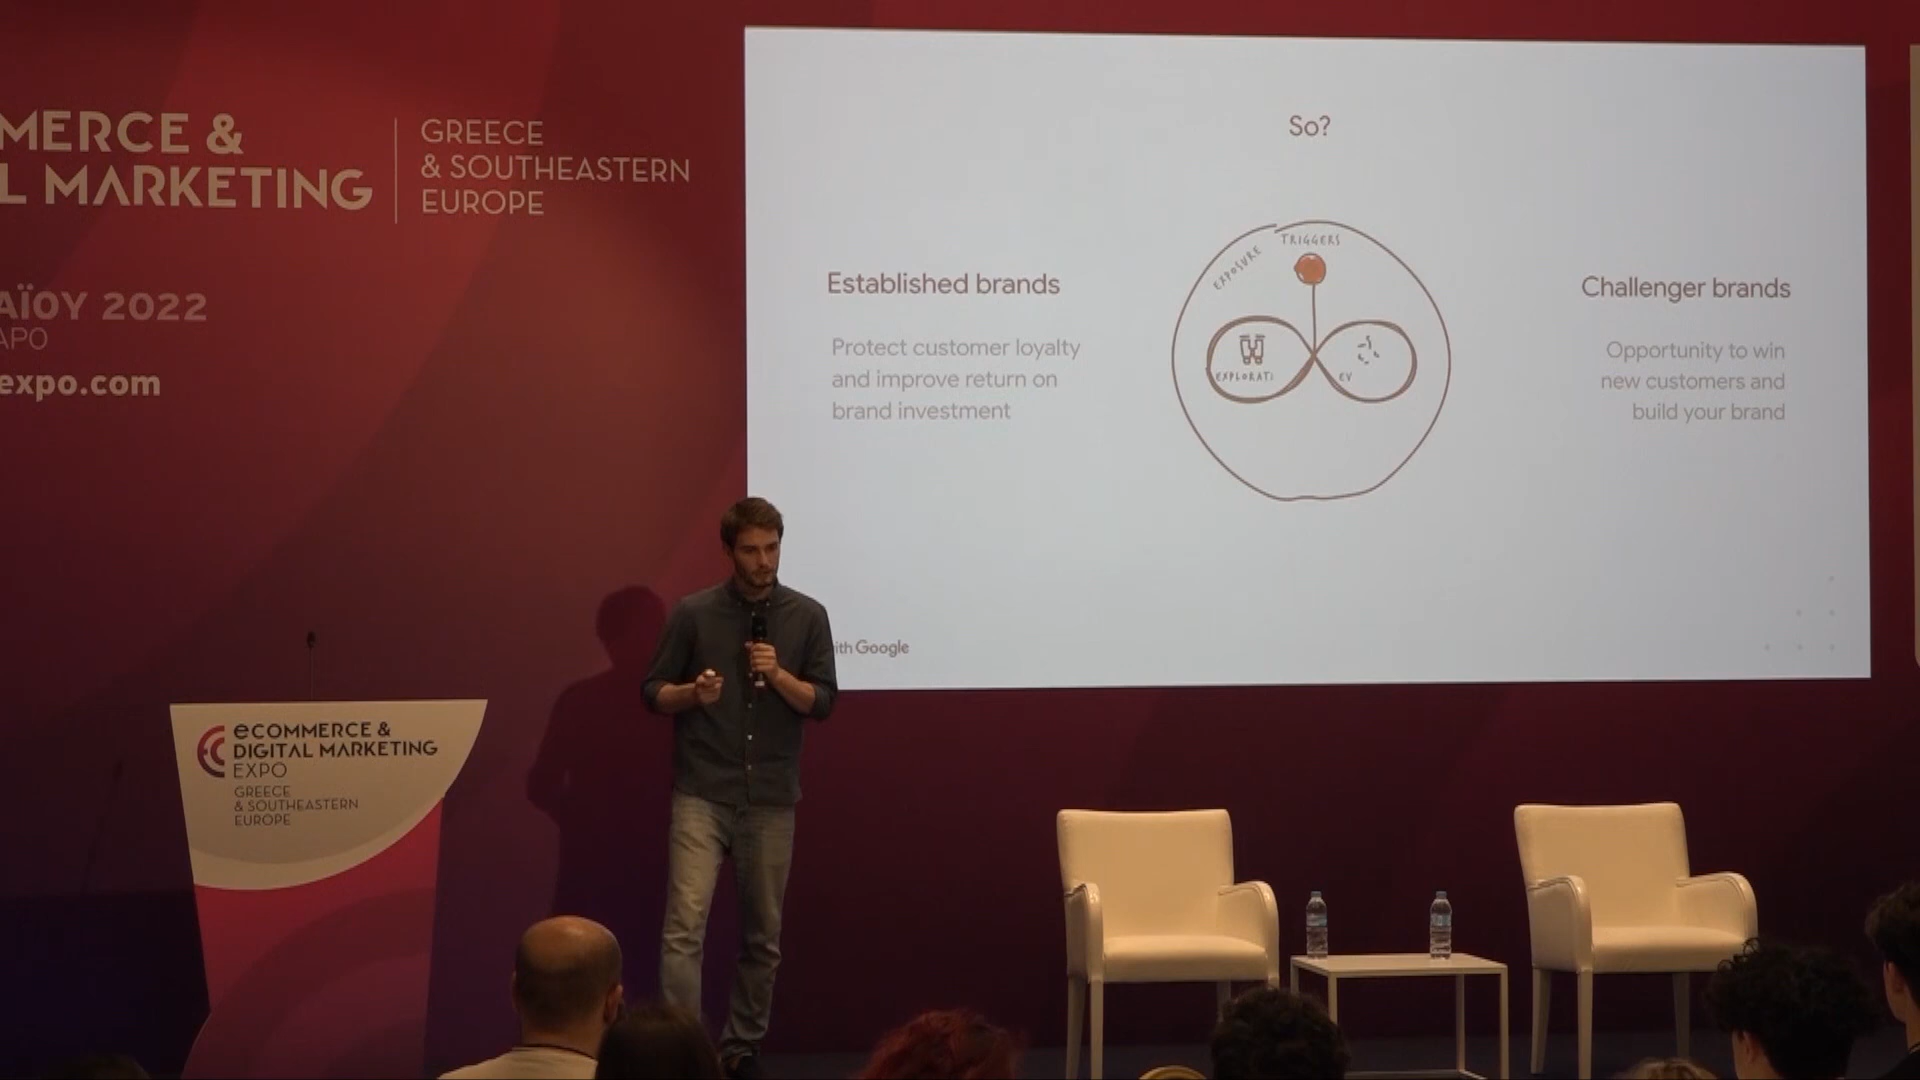 MERCE &
L MARKETING
GREECE
& SOUTHEASTERN
EUROPE
ΑΪΟΥ 2022
ΑΡΟ
expo.com
So?
Established brands
Protect customer loyalty
and improve return on
brand investment
TRIGGERS
EXPOSURE
EXPLORATI
EV
Challenger brands
Opportunity to win
new customers and
build your brand
ith Google
eCOMMERCE &
DIGITAL MARKETING
EXPO
GREECE
& SOUTHEASTERN
EUROPE